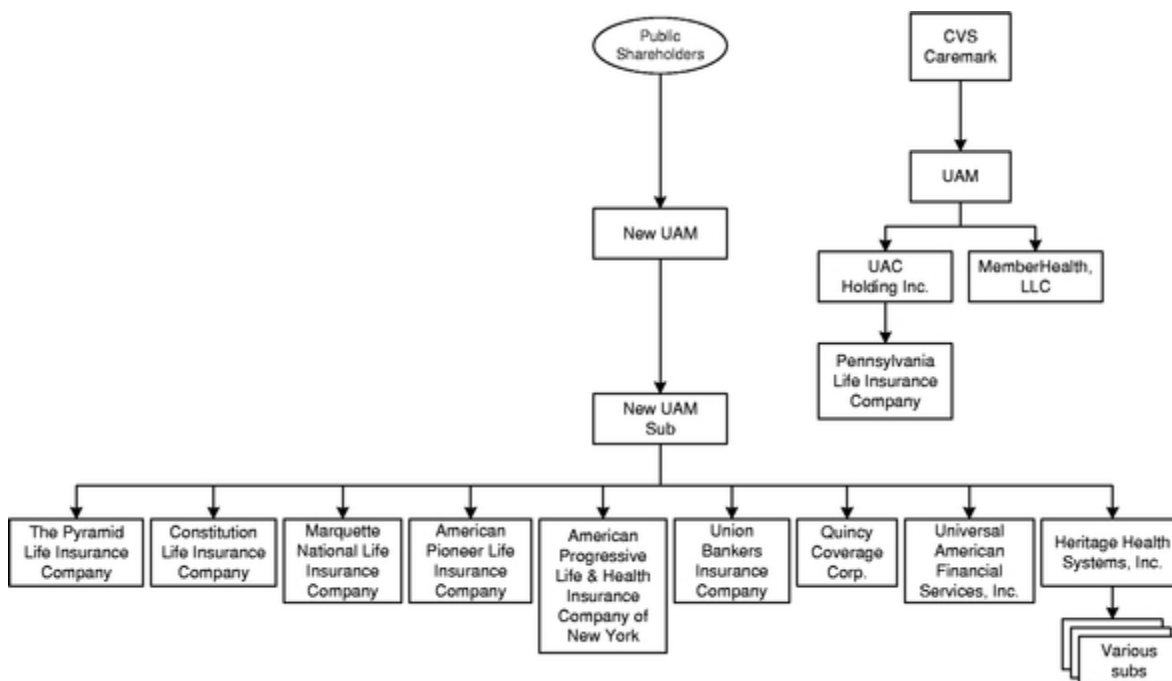 Public
Shareholders
CVS
Caremark
UAM
New UAM
UAC
Holding Inc.
MemberHealth,
LLC
Pennsylvania
Life Insurance
Company
New UAM
Sub
The Pyramid
Life Insurance
Company
Constitution
Life Insurance
Company
Marquette
National Life
Insurance
Company
American
Pioneer Life
Insurance
Company
American
Progressive
Life & Health
Insurance
Company of
New York
Union
Bankers
Insurance
Company
Quincy
Coverage
Corp.
Universal
American
Financial
Services, Inc.
Heritage Health
Systems, Inc.
Various
subs